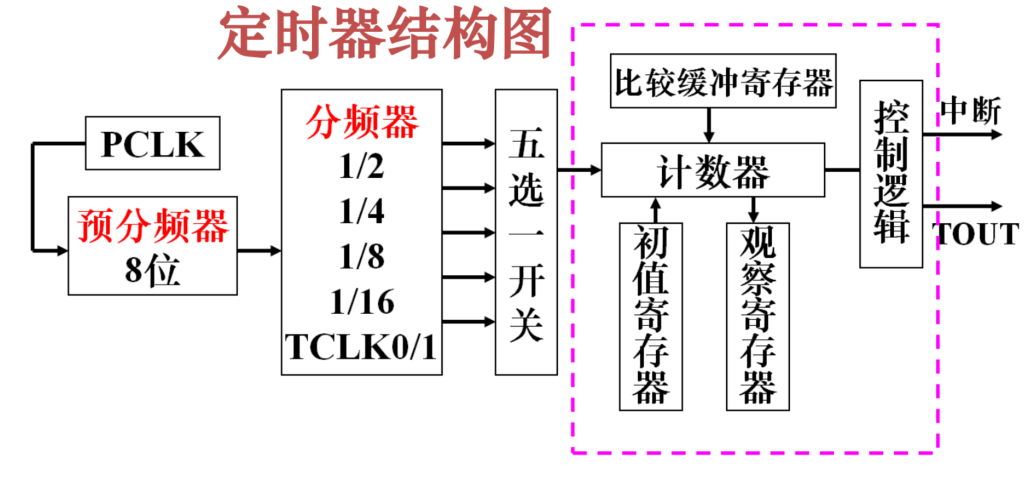 定时器结构图
PCLK
预分频器
8位
分频器
1/2
1/4
1/8
1/16
TCLK0/1
五选一开关
比较缓冲寄存器
计数器
初值寄存器
观察寄存器
控制逻辑
中断
TOUT